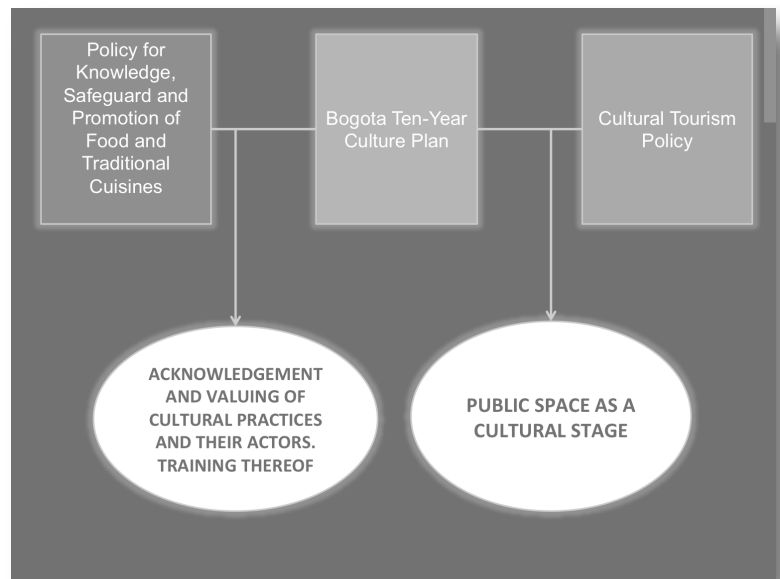 Policy for
Knowledge,
Safeguard and
Promotion of
Food and
Traditional
Cuisines
Bogota Ten-Year
Culture Plan
Cultural Tourism
Policy
ACKNOWLEDGEMENT
AND VALUING OF
CULTURAL PRACTICES
AND THEIR ACTORS.
TRAINING THEREOF
PUBLIC SPACE AS A
CULTURAL STAGE